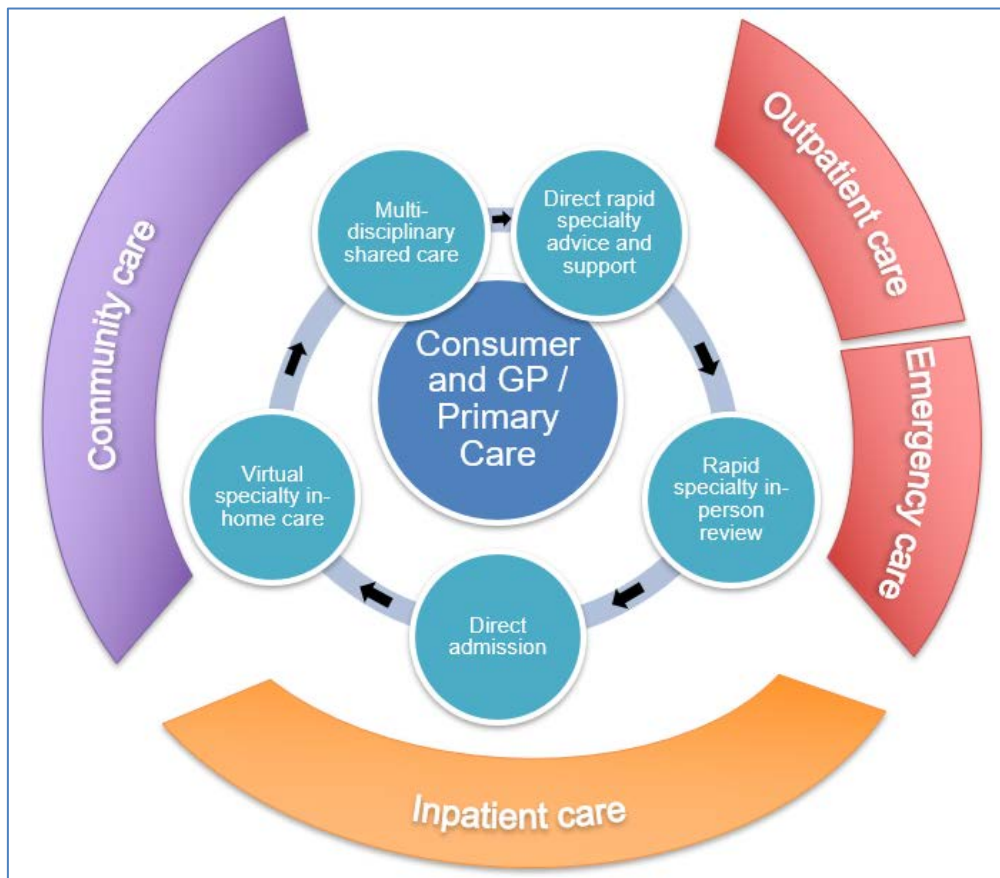 Community care
Outpatient care
Emergency care
Inpatient care
Multi-
disciplinary
shared care
Direct rapid
specialty
advice and
support
Consumer
and GP /
Primary
Care
Rapid
specialty in-
person
review
Direct
admission
Virtual
specialty in-
home care